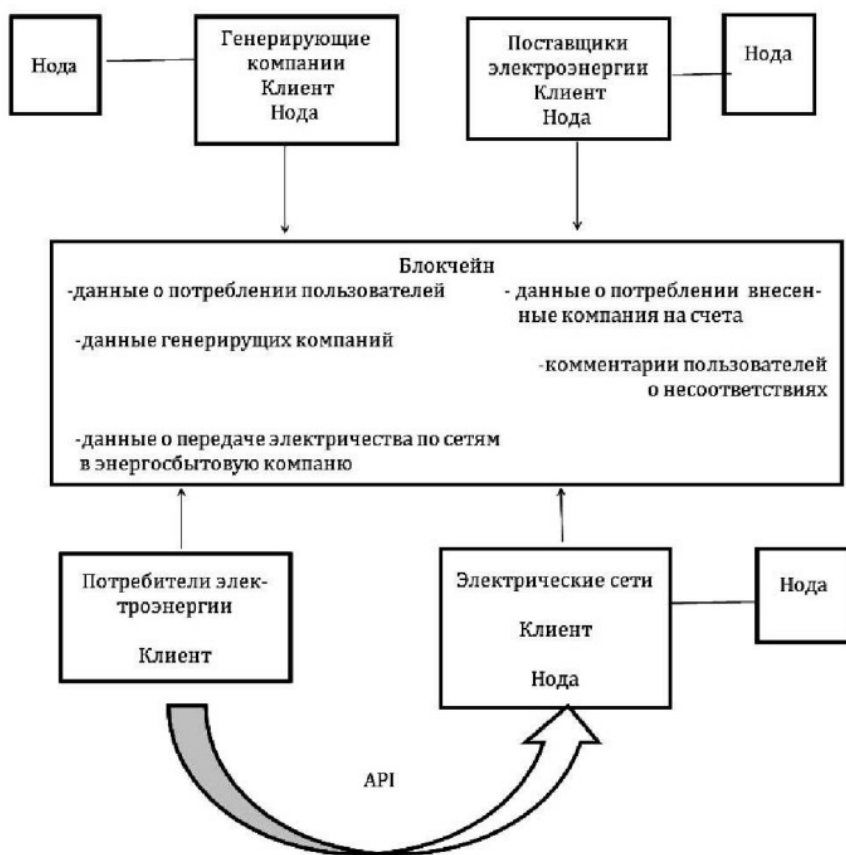 Нода
Генерирующие
компании
Клиент
Нода
Поставщики
электроэнергии
Клиент
Нода
Нода
Блокчейн
-данные о потреблении пользователей
-данные генерирущих компаний
-данные о передаче электричества по сетям
в энергосбытовую компаню
- данные о потреблении внесен-
ные компания на счета
-комментарии пользователей
о несоответствиях
Потребители элек-
троэнергии
Клиент
Электрические сети
Клиент
Нода
Нода
API